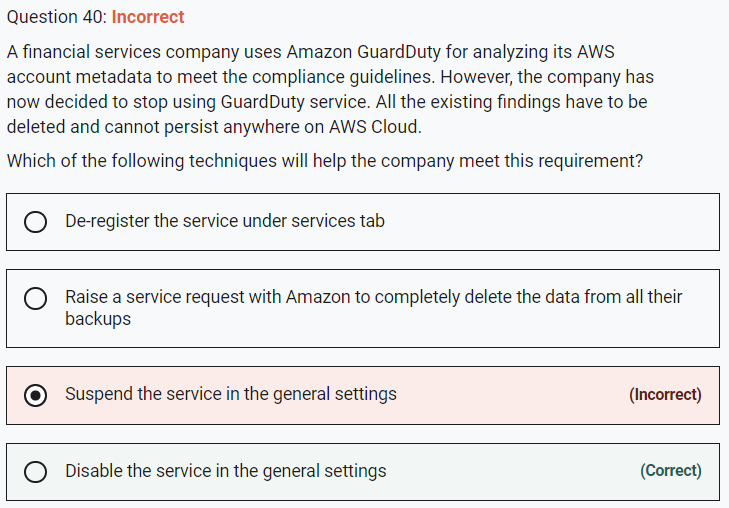 Question 40: Incorrect
A financial services company uses Amazon GuardDuty for analyzing its AWS
account metadata to meet the compliance guidelines. However, the company has
now decided to stop using GuardDuty service. All the existing findings have to be
deleted and cannot persist anywhere on AWS Cloud.
Which of the following techniques will help the company meet this requirement?
De-register the service under services tab
Raise a service request with Amazon to completely delete the data from all their
backups
Suspend the service in the general settings (Incorrect)
Disable the service in the general settings (Correct)